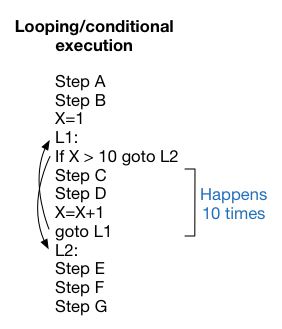 Looping/conditional
execution
Step A
Step B
X=1
L1:
If X > 10 goto L2
Step C
Step D
X=X+1
goto L1
L2:
Step E
Step F
Step G
Happens
10 times